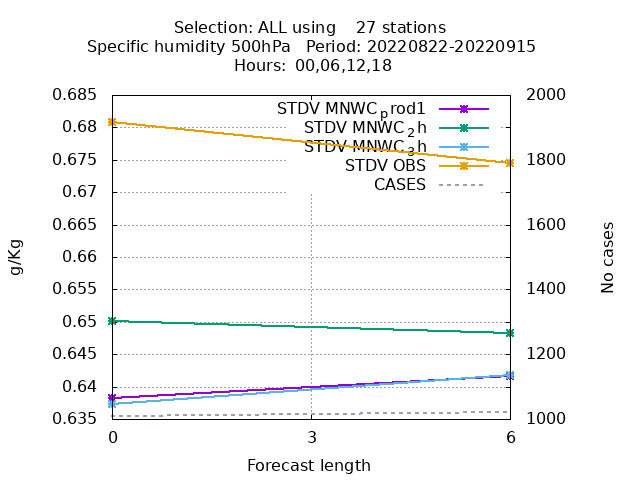 Selection: ALL using    27 stations
Specific humidity 500hPa   Period: 20220822-20220915
Hours: 00,06,12,18
0.685
0.68
0.675
0.67
0.665
0.66
0.655
0.65
0.645
0.64
0.635
g/Kg
STDV MNWCprod1
STDV MNWC2h
STDV MNWC3h
STDV OBS
CASES
2000
1800
1600
1400
1200
1000
No cases
0
3
6
Forecast length